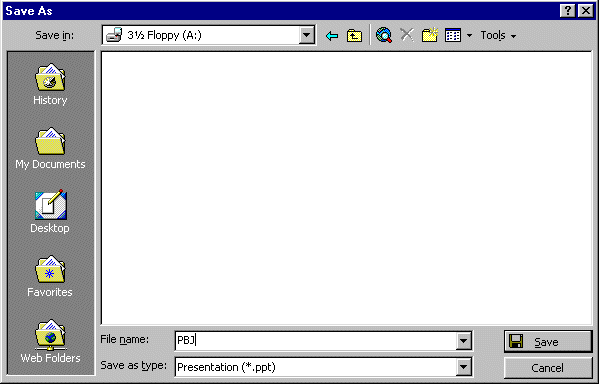 Save As
Save in: 3½ Floppy (A:) Tools
History
My Documents
Desktop
Favorites
Web Folders
File name: PBJ Save
Save as type: Presentation (*.ppt) Cancel